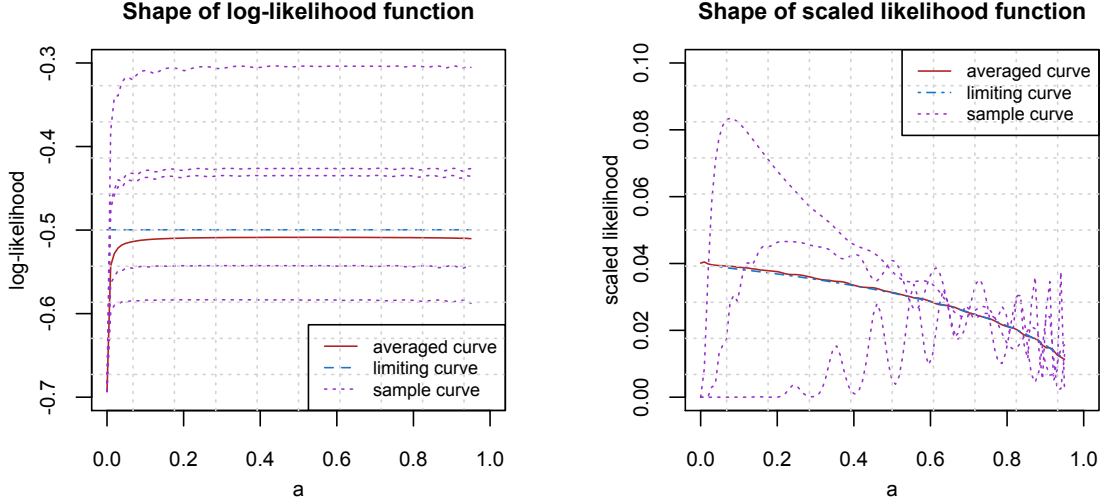 Shape of log-likelihood function
log-likelihood
-0.3
-0.4
-0.5
-0.6
-0.7
averaged curve
limiting curve
sample curve
0.0 0.2 0.4 0.6 0.8 1.0
a
Shape of scaled likelihood function
scaled likelihood
0.10
0.08
0.06
0.04
0.02
0.00
averaged curve
limiting curve
sample curve
0.0 0.2 0.4 0.6 0.8 1.0
a